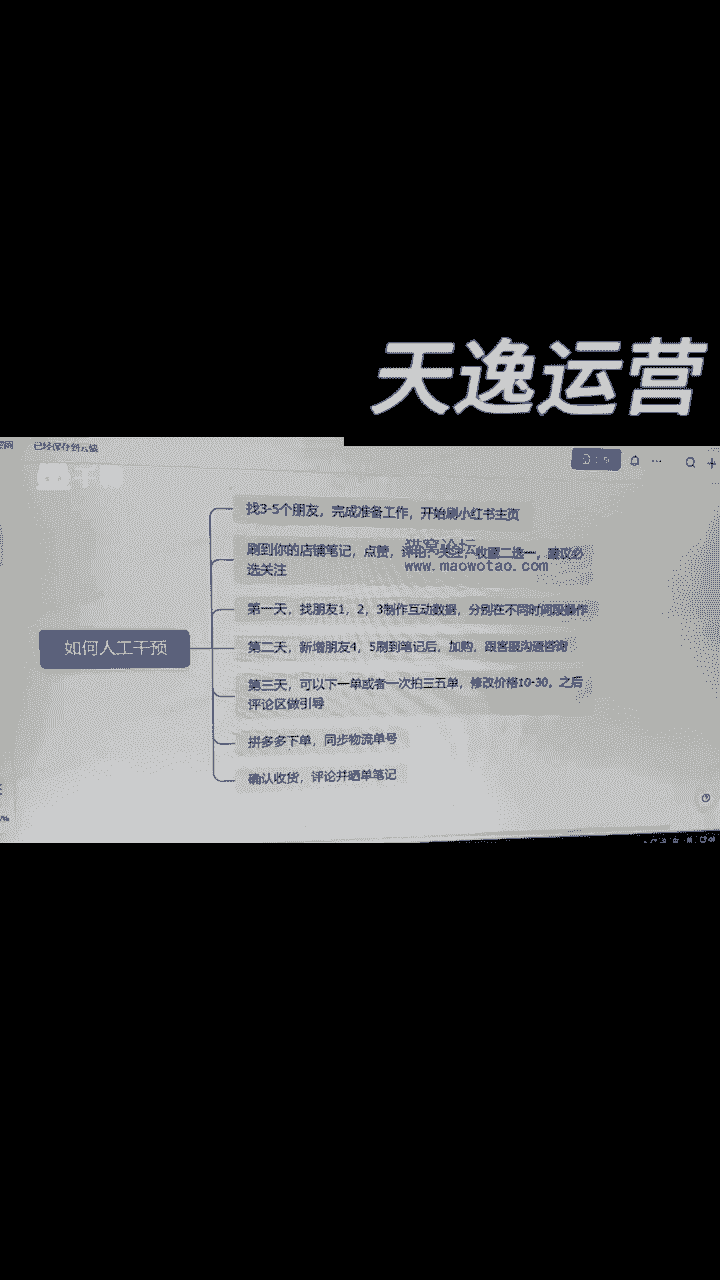 天逸运营
已经保存到云端
找3-5个朋友，完成准备工作，开始刷小红书主页
刷到你的店铺笔记，点赞，评论，关注，收藏二选一，建议必
选关注
猫窝论坛
www.maowotao.com
第一天，找朋友1，2，3制作互动数据，分别在不同时间段操作
如何人工干预
第二天，新增朋友4，5刷到笔记后，加购，跟客服沟通咨询
第三天，可以下一单或者一次拍三五单，修改价格10-30，之后
评论区做引导
拼多多下单，同步物流单号
确认收货，评论并晒单笔记